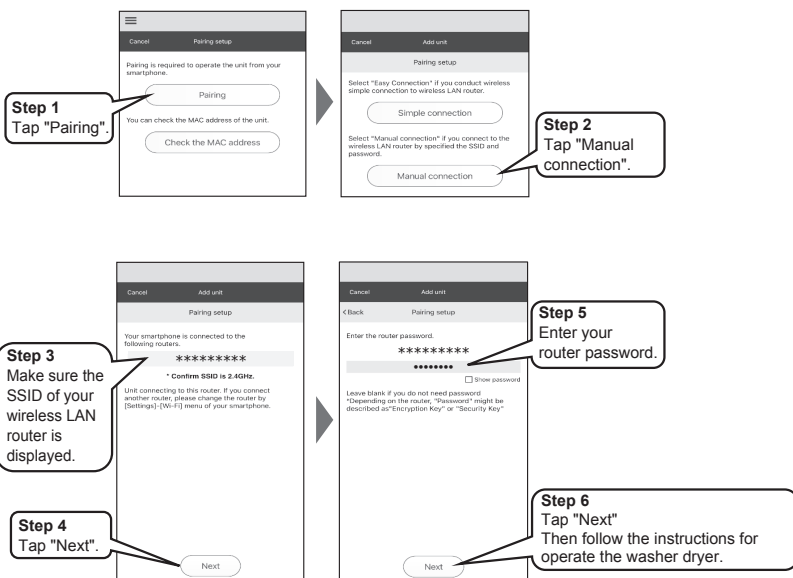 Cancel Pairing setup
Pairing is required to operate the unit from your
smartphone.
Pairing
You can check the MAC address of the unit.
Check the MAC address
Step 1
Tap "Pairing".
Cancel Add unit
Pairing setup
Select "Easy Connection" if you conduct wireless
simple connection to wireless LAN router.
Simple connection
Select "Manual connection" if you connect to the
wireless LAN router by specified the SSID and
password.
Manual connection
Step 2
Tap "Manual
connection".
Cancel Add unit
Pairing setup
Your smartphone is connected to the
following routers.
*********
* Confirm SSID is 2.4GHz.
Unit connecting to this router. If you connect
another router, please change the router by
[Settings]-[Wi-Fi] menu of your smartphone.
Next
Step 3
Make sure the
SSID of your
wireless LAN
router is
displayed.
Step 4
Tap "Next".
Cancel Add unit
<Back Pairing setup
Enter the router password.
*********
••••••••
Show password
Leave blank if you do not need password
"Depending on the router, "Password" might be
described as"Encryption Key" or "Security Key"
Next
Step 5
Enter your
router password.
Step 6
Tap "Next"
Then follow the instructions for
operate the washer dryer.